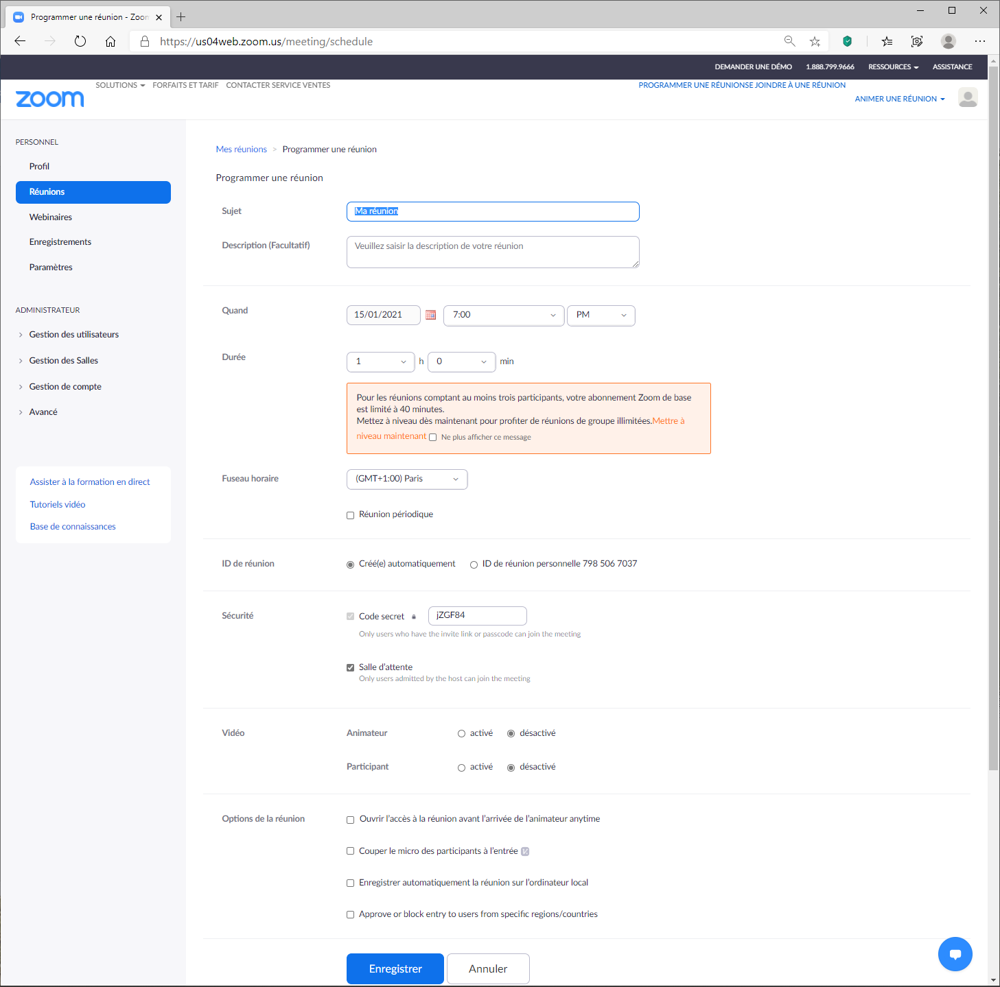 Programmer une réunion - Zoom
https://us04web.zoom.us/meeting/schedule
DEMANDER UNE DÉMO 1.888.799.9666 RESSOURCES ASSISTANCE
zoom
SOLUTIONS FORFAITS ET TARIF CONTACTER SERVICE VENTES
PROGRAMMER UNE RÉUNIONSE JOINDRE À UNE RÉUNION
ANIMER UNE RÉUNION
PERSONNEL
Profil
Réunions
Webinaires
Enregistrements
Paramètres
ADMINISTRATEUR
Gestion des utilisateurs
Gestion des Salles
Gestion de compte
Avancé
Assister à la formation en direct
Tutoriels vidéo
Base de connaissances
Mes réunions > Programmer une réunion
Programmer une réunion
Sujet Ma réunion
Description (Facultatif) Veuillez saisir la description de votre réunion
Quand 15/01/2021 7:00 PM
Durée 1 h 0 min
Pour les réunions comptant au moins trois participants, votre abonnement Zoom de base
est limité à 40 minutes.
Mettez à niveau dès maintenant pour profiter de réunions de groupe illimitées.Mettre à
niveau maintenant Ne plus afficher ce message
Fuseau horaire (GMT+1:00) Paris
Réunion périodique
ID de réunion Créé(e) automatiquement ID de réunion personnelle 798 506 7037
Sécurité Code secret jZGF84
Only users who have the invite link or passcode can join the meeting
Salle d'attente
Only users admitted by the host can join the meeting
Vidéo Animateur activé désactivé
Participant activé désactivé
Options de la réunion Ouvrir l'accès à la réunion avant l'arrivée de l'animateur anytime
Couper le micro des participants à l'entrée
Enregistrer automatiquement la réunion sur l'ordinateur local
Approve or block entry to users from specific regions/countries
Enregistrer Annuler